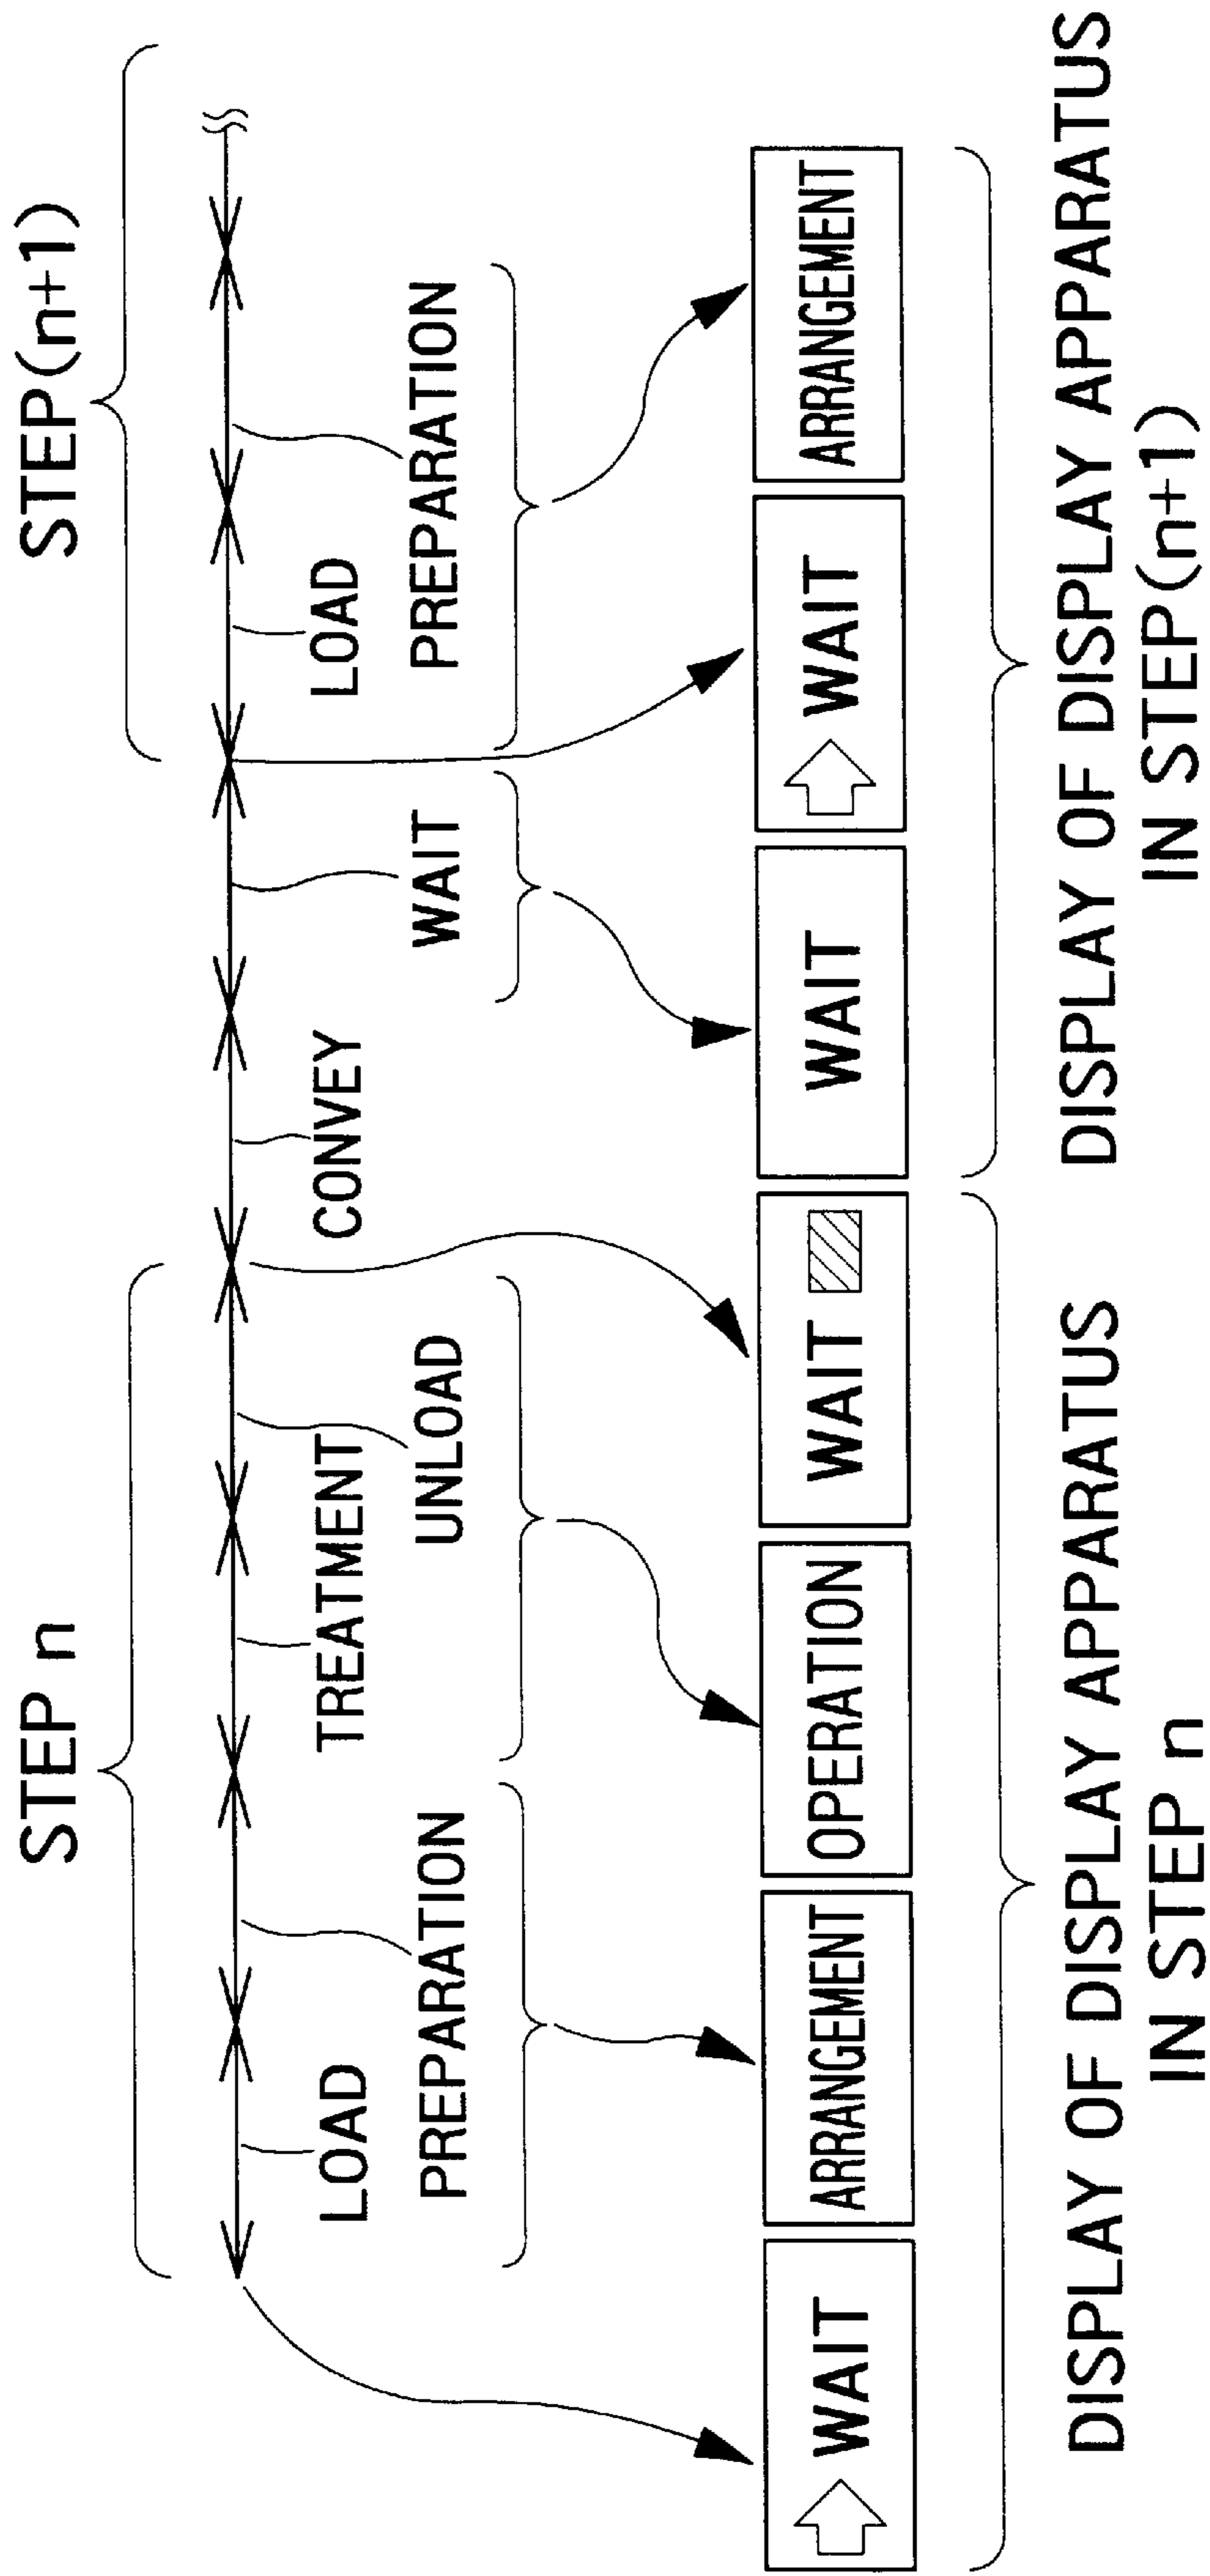 STEP n
STEP(n+1)
LOAD
TREATMENT
CONVEY
LOAD
PREPARATION
UNLOAD
WAIT
PREPARATION
WAIT
ARRANGEMENT
OPERATION
WAIT
WAIT
WAIT
ARRANGEMENT
DISPLAY OF DISPLAY APPARATUS
IN STEP n
DISPLAY OF DISPLAY APPARATUS
IN STEP(n+1)